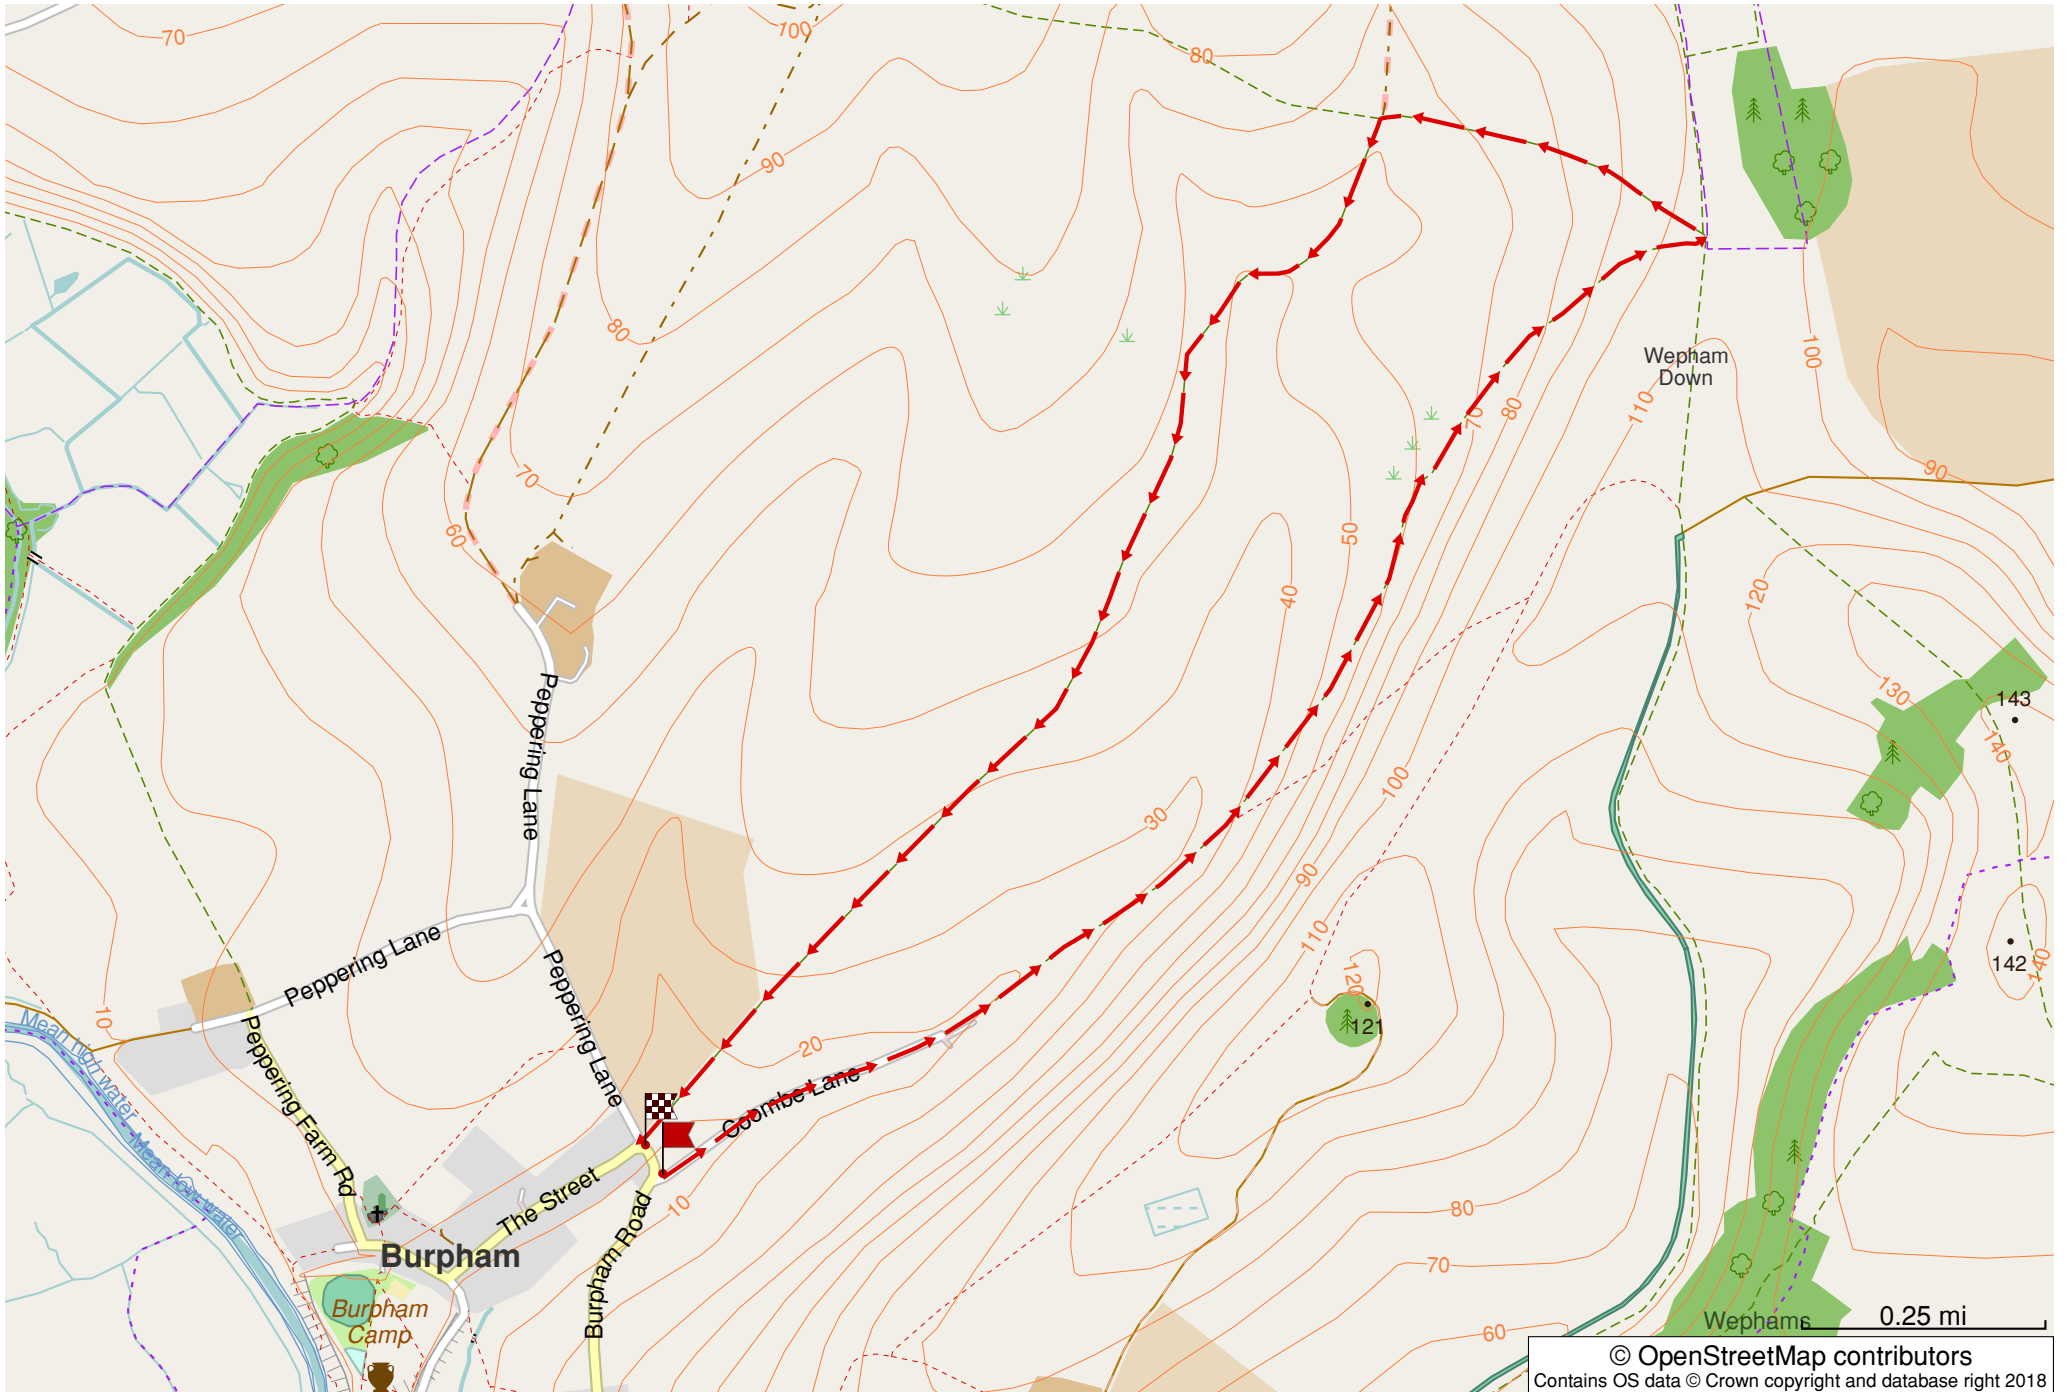 70
100
80
90
80
Wepham
Down
100
110
70
80
90
70
60
50
40
120
130
143
140
Peppering Lane
100
30
90
110
Peppering Lane
120
142
140
Peppering Lane
10
Mean high water
Peppering Farm Rd
121
20
Coombe Lane
Mean low water
The Street
10
80
Burpham
Burpham Road
70
Burpham
Camp
Wephams
0.25 mi
60
© OpenStreetMap contributors
Contains OS data © Crown copyright and database right 2018